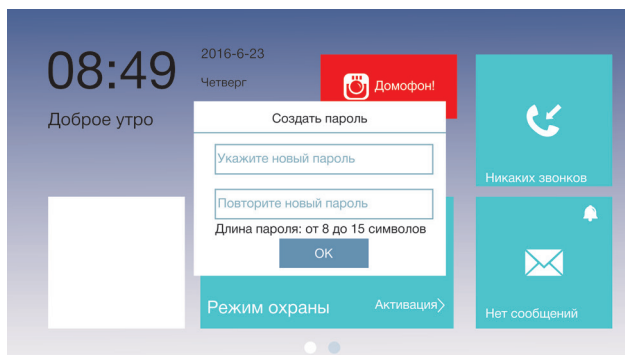 08:49
2016-6-23
Четверг
Доброе утро
Домофон!
Создать пароль
Укажите новый пароль
Повторите новый пароль
Длина пароля: от 8 до 15 символов
OK
Никаких звонков
Режим охраны
Активация
Нет сообщений